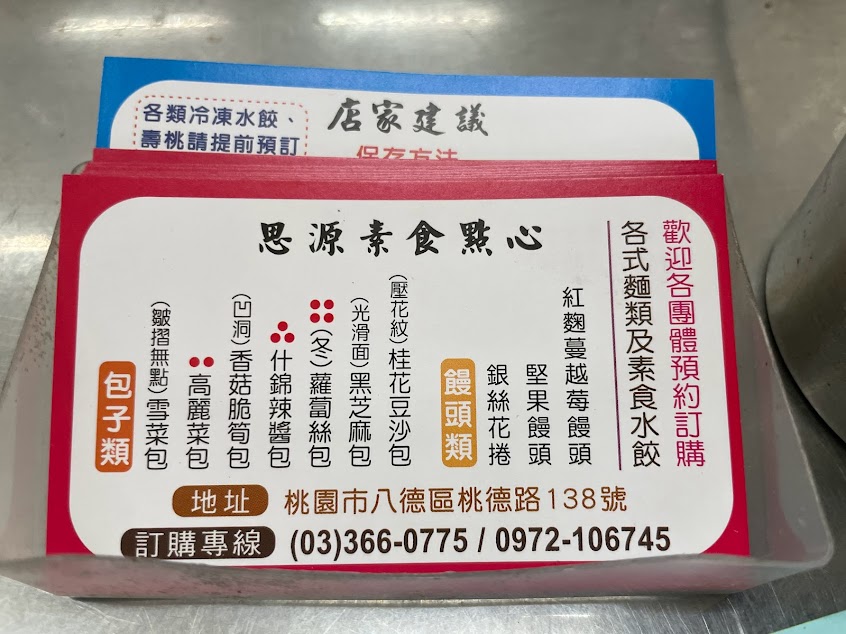 各類冷凍水餃、
壽桃請提前預訂
店家建議
保存方法
思源素食點心
歡迎各團體預約訂購
各式麵類及素食水餃
包子類
(皺摺無點)雪菜包
高麗菜包
(凹洞)香菇脆筍包
什錦辣醬包
(冬)蘿蔔絲包
(光滑面)黑芝麻包
(壓花紋)桂花豆沙包
饅頭類
銀絲花捲
堅果饅頭
紅麴蔓越莓饅頭
地址 桃園市八德區桃德路138號
訂購專線 (03)366-0775 / 0972-106745